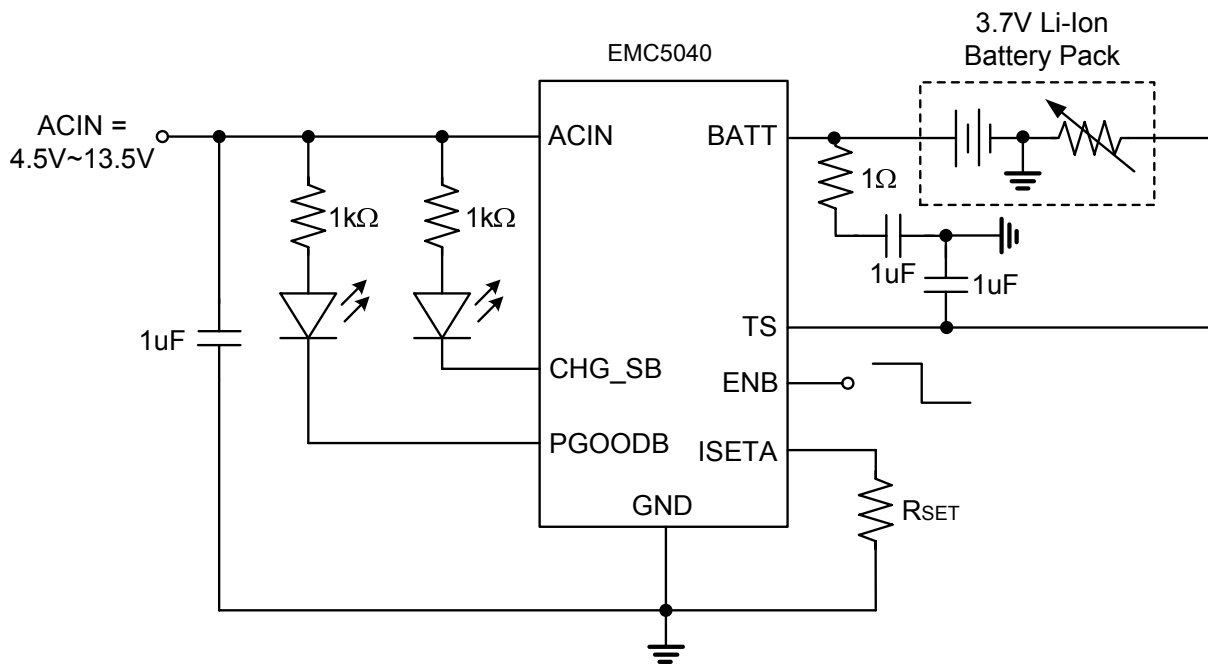 3.7V Li-Ion
Battery Pack
EMC5040
ACIN =
4.5V~13.5V
ACIN
BATT
1kΩ
1kΩ
1Ω
1uF
1uF
1uF
TS
CHG_SB
ENB
PGOODB
ISETA
GND
RSET